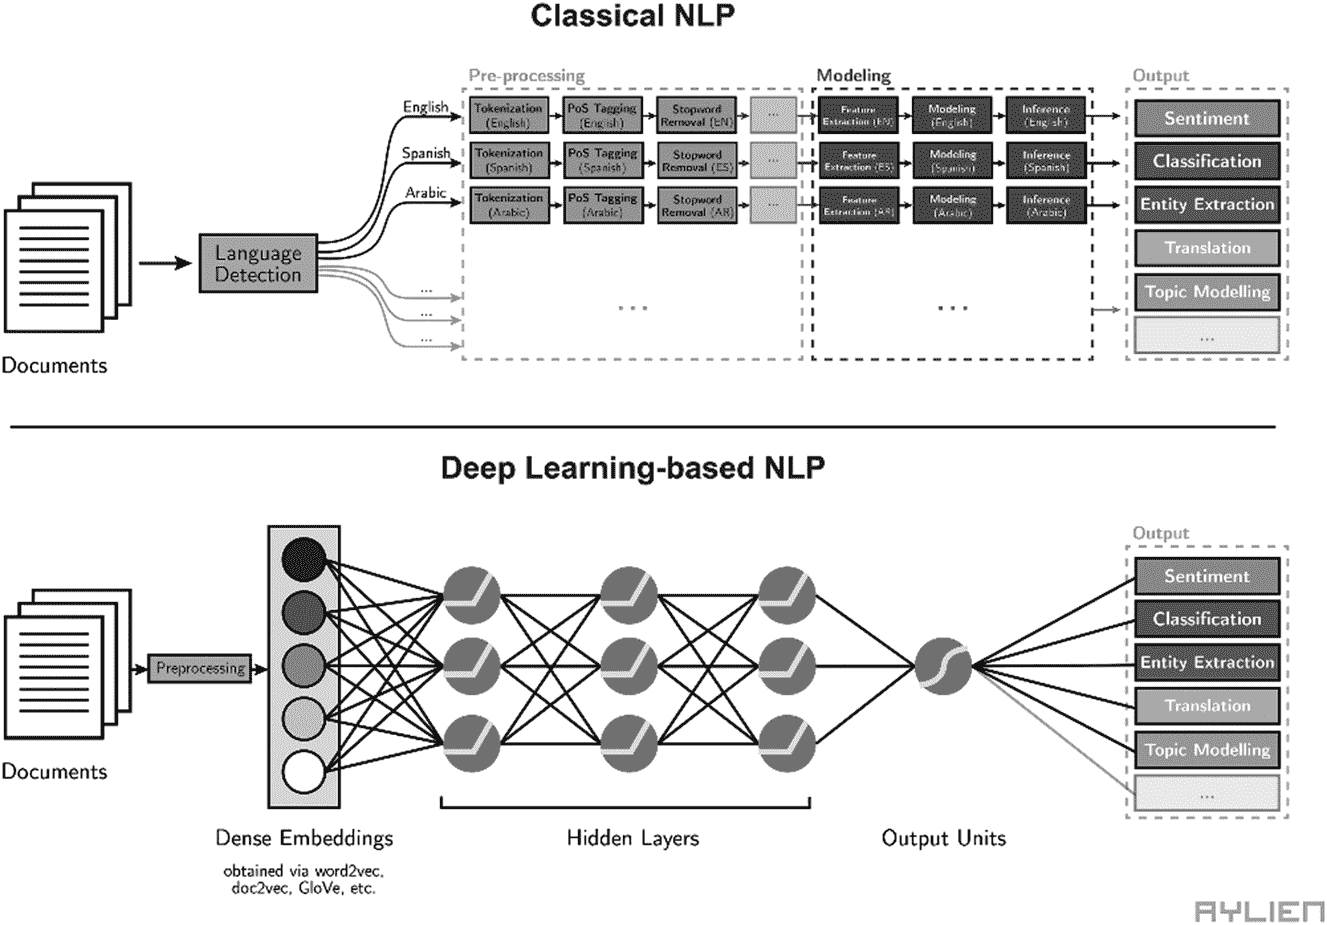 Classical NLP
Pre-processing
Modeling
Output
English
Tokenization
(English)
PoS Tagging
(English)
Stopword
Removal (EN)
...
Feature
Extraction (EN)
Modeling
(English)
Inference
(English)
Sentiment
Spanish
Tokenization
(Spanish)
PoS Tagging
(Spanish)
Stopword
Removal (ES)
...
Feature
Extraction (ES)
Modeling
(Spanish)
Inference
(Spanish)
Classification
Arabic
Tokenization
(Arabic)
PoS Tagging
(Arabic)
Stopword
Removal (AR)
...
Feature
Extraction (AR)
Modeling
(Arabic)
Inference
(Arabic)
Entity Extraction
Language
Detection
Translation
...
...
...
...
...
Topic Modelling
...
Documents
Deep Learning-based NLP
Output
Sentiment
Classification
Preprocessing
Entity Extraction
Translation
Topic Modelling
...
Documents
Dense Embeddings
obtained via word2vec,
doc2vec, GloVe, etc.
Hidden Layers
Output Units
AYLIEN